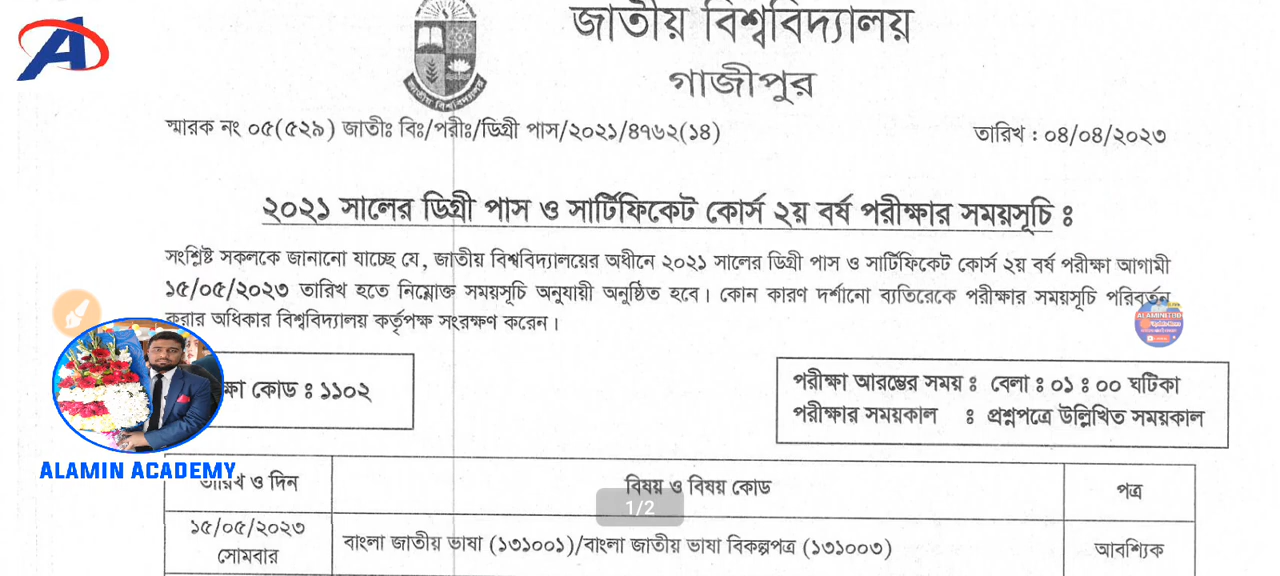 জাতীয় বিশ্ববিদ্যালয়
গাজীপুর
স্মারক নং ০৫(৫২৯) জাতীঃ বিঃ/পরীঃ/ডিগ্রী পাস/২০২১/৪৭৬২(১৪)
তারিখ : ০৪/০৪/২০২৩
২০২১ সালের ডিগ্রী পাস ও সার্টিফিকেট কোর্স ২য় বর্ষ পরীক্ষার সময়সূচি ঃ
সংশ্লিষ্ট সকলকে জানানো যাচ্ছে যে, জাতীয় বিশ্ববিদ্যালয়ের অধীনে ২০২১ সালের ডিগ্রী পাস ও সার্টিফিকেট কোর্স ২য় বর্ষ পরীক্ষা আগামী
১৫/০৫/২০২৩ তারিখ হতে নিম্নোক্ত সময়সূচি অনুযায়ী অনুষ্ঠিত হবে। কোন কারণ দর্শানো ব্যতিরেকে পরীক্ষার সময়সূচি পরিবর্তন
করার অধিকার বিশ্ববিদ্যালয় কর্তৃপক্ষ সংরক্ষণ করেন।
ক্ষা কোড ঃ ১১০২
পরীক্ষা আরম্ভের সময় ঃ বেলা ঃ ০১ ঃ ০০ ঘটিকা
পরীক্ষার সময়কাল ঃ প্রশ্নপত্রে উল্লিখিত সময়কাল
ALAMIN ACADEMY
তারিখ ও দিন
বিষয় ও বিষয় কোড
পত্র
1/2
১৫/০৫/২০২৩
সোমবার
বাংলা জাতীয় ভাষা (১৩১০০১)/বাংলা জাতীয় ভাষা বিকল্পপত্র (১৩১০০৩)
আবশ্যিক